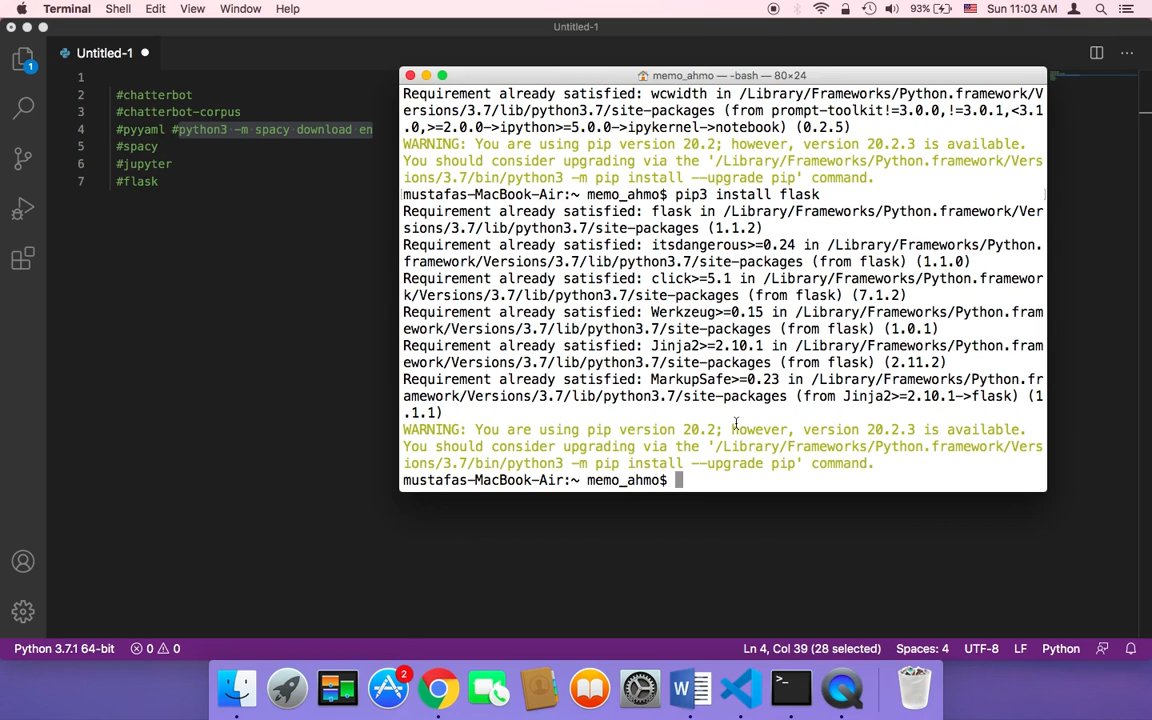 Terminal Shell Edit View Window Help 93% Sun 11:03 AM
Untitled-1
Untitled-1
memo_ahmo — -bash — 80×24
1
2 #chatterbot
3 #chatterbot-corpus
4 #pyyaml #python3 -m spacy download en
5 #spacy
6 #jupyter
7 #flask
1
Requirement already satisfied: wcwidth in /Library/Frameworks/Python.framework/V
ersions/3.7/lib/python3.7/site-packages (from prompt-toolkit!=3.0.0,!=3.0.1,<3.1
.0,>=2.0.0->ipython>=5.0.0->ipykernel->notebook) (0.2.5)
WARNING: You are using pip version 20.2; however, version 20.2.3 is available.
You should consider upgrading via the '/Library/Frameworks/Python.framework/Vers
ions/3.7/bin/python3 -m pip install --upgrade pip' command.
mustafas-MacBook-Air:~ memo_ahmo$ pip3 install flask
Requirement already satisfied: flask in /Library/Frameworks/Python.framework/Ver
sions/3.7/lib/python3.7/site-packages (1.1.2)
Requirement already satisfied: itsdangerous>=0.24 in /Library/Frameworks/Python.
framework/Versions/3.7/lib/python3.7/site-packages (from flask) (1.1.0)
Requirement already satisfied: click>=5.1 in /Library/Frameworks/Python.framewor
k/Versions/3.7/lib/python3.7/site-packages (from flask) (7.1.2)
Requirement already satisfied: Werkzeug>=0.15 in /Library/Frameworks/Python.fram
ework/Versions/3.7/lib/python3.7/site-packages (from flask) (1.0.1)
Requirement already satisfied: Jinja2>=2.10.1 in /Library/Frameworks/Python.fram
ework/Versions/3.7/lib/python3.7/site-packages (from flask) (2.11.2)
Requirement already satisfied: MarkupSafe>=0.23 in /Library/Frameworks/Python.fr
amework/Versions/3.7/lib/python3.7/site-packages (from Jinja2>=2.10.1->flask) (1
.1.1)
WARNING: You are using pip version 20.2; however, version 20.2.3 is available.
You should consider upgrading via the '/Library/Frameworks/Python.framework/Vers
ions/3.7/bin/python3 -m pip install --upgrade pip' command.
mustafas-MacBook-Air:~ memo_ahmo$
Python 3.7.1 64-bit 0 0 Ln 4, Col 39 (28 selected) Spaces: 4 UTF-8 LF Python
2